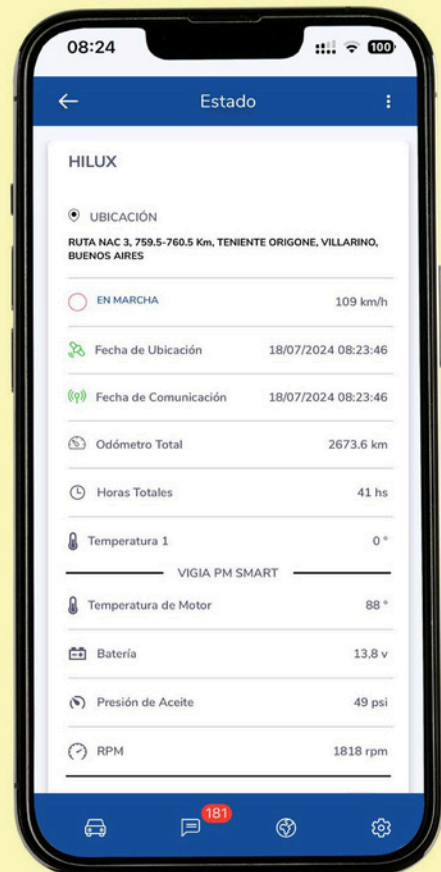 08:24
100
Estado
HILUX
UBICACIÓN
RUTA NAC 3, 759.5-760.5 Km, TENIENTE ORIGONE, VILLARINO,
BUENOS AIRES
EN MARCHA 109 km/h
Fecha de Ubicación 18/07/2024 08:23:46
Fecha de Comunicación 18/07/2024 08:23:46
Odómetro Total 2673.6 km
Horas Totales 41 hs
Temperatura 1 0 °
VIGIA PM SMART
Temperatura de Motor 88 °
Batería 13,8 v
Presión de Aceite 49 psi
RPM 1818 rpm
181